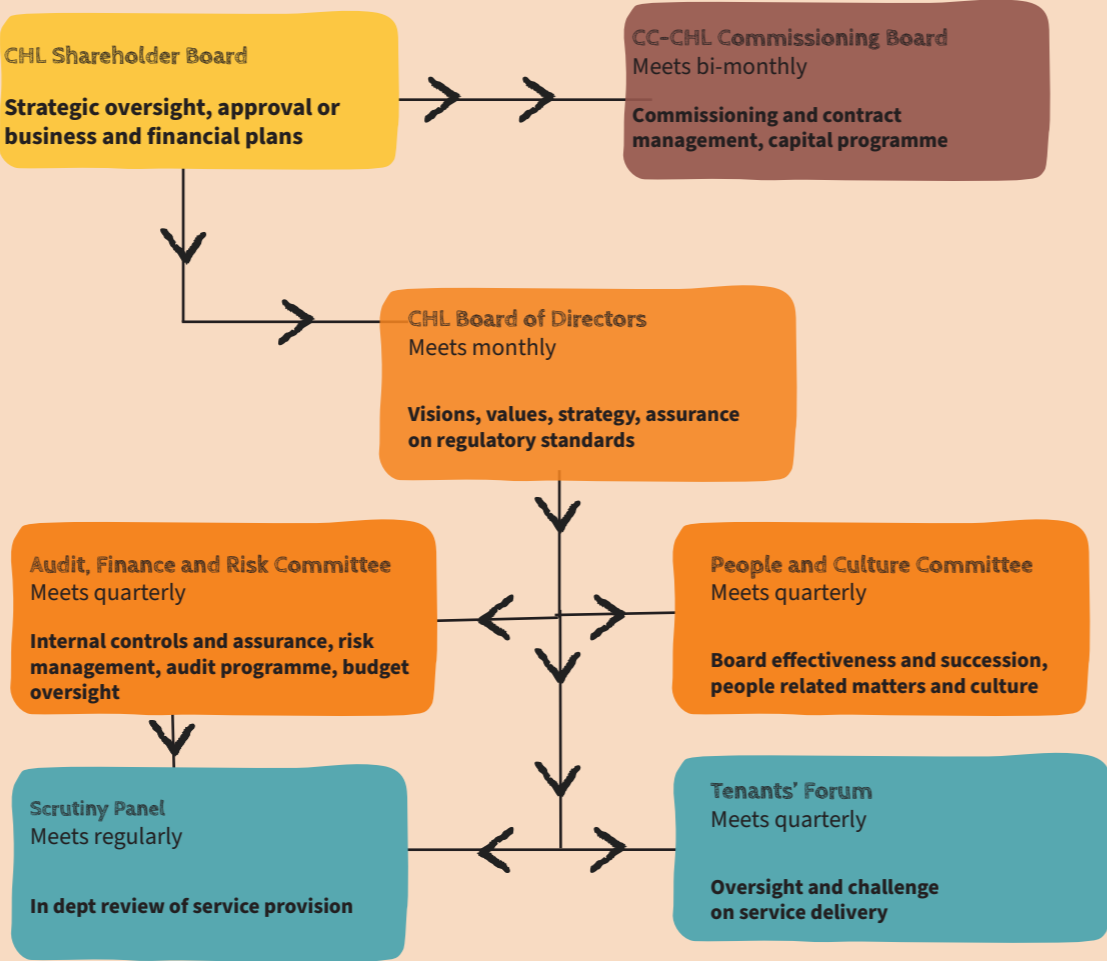 CHL Shareholder Board
Strategic oversight, approval or
business and financial plans
CC-CHL Commissioning Board
Meets bi-monthly
Commissioning and contract
management, capital programme
CHL Board of Directors
Meets monthly
Visions, values, strategy, assurance
on regulatory standards
Audit, Finance and Risk Committee
Meets quarterly
Internal controls and assurance, risk
management, audit programme, budget
oversight
People and Culture Committee
Meets quarterly
Board effectiveness and succession,
people related matters and culture
Scrutiny Panel
Meets regularly
In dept review of service provision
Tenants’ Forum
Meets quarterly
Oversight and challenge
on service delivery